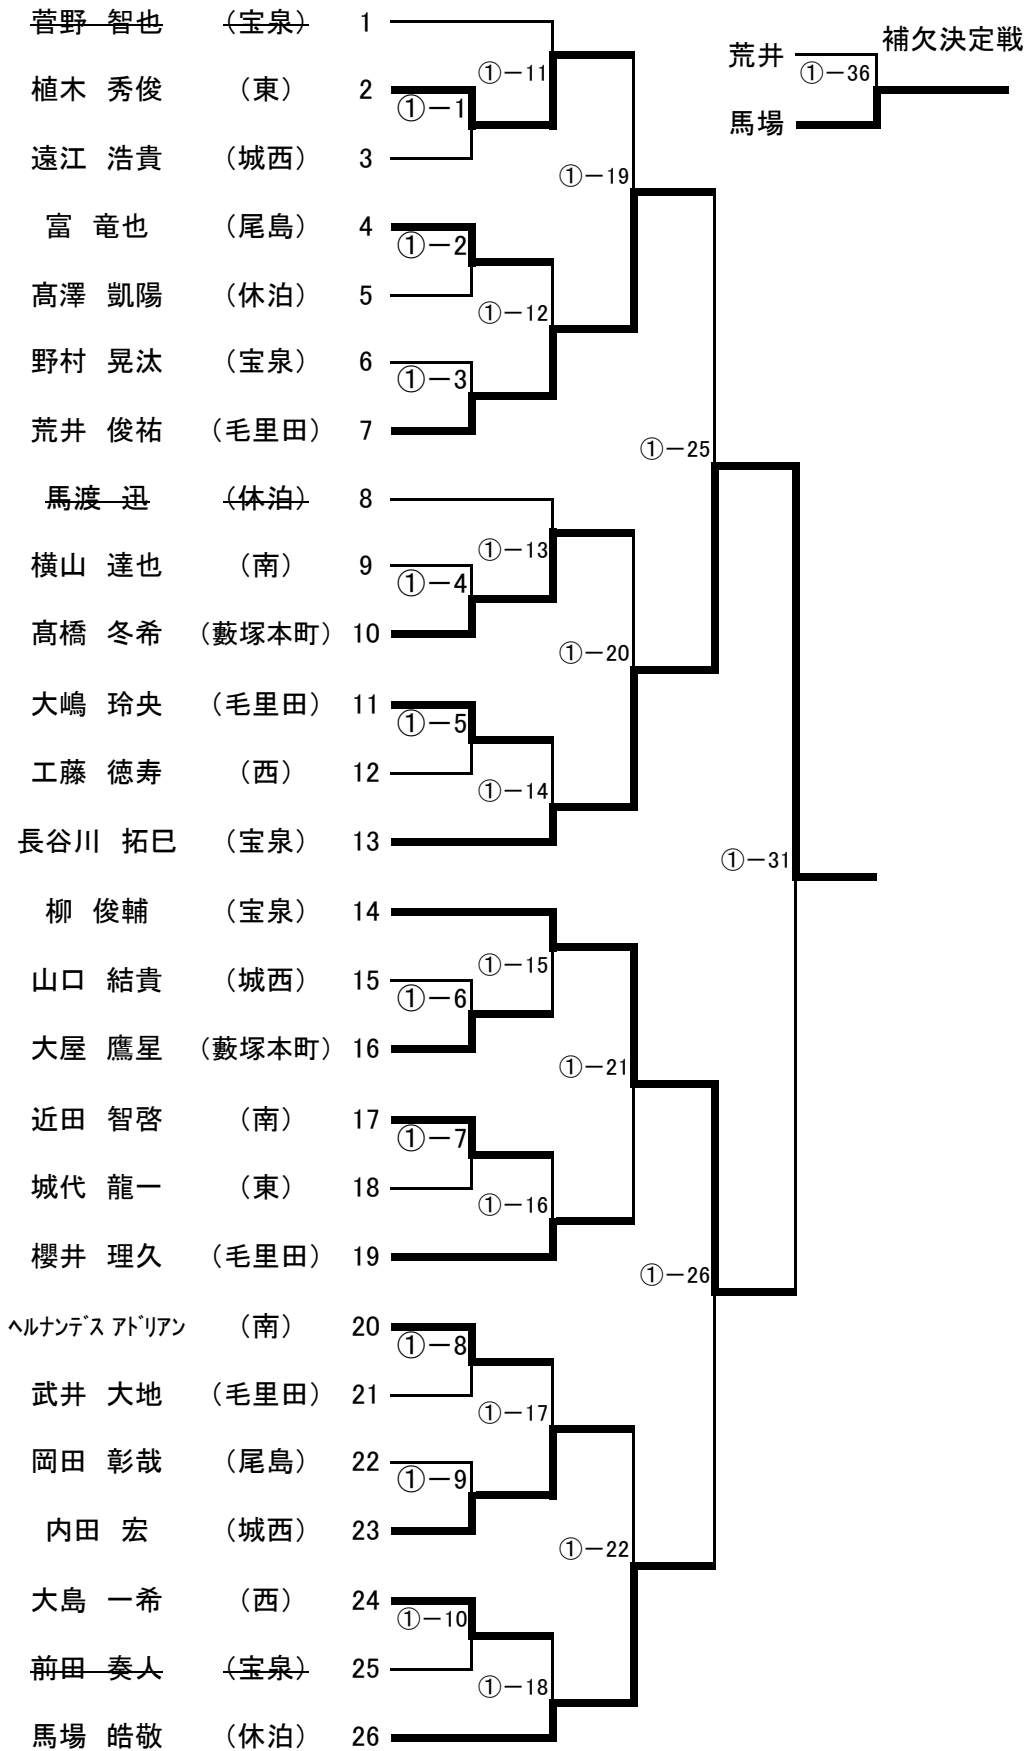 菅野 智也 （宝泉） 1
補欠決定戦
荒井
①－36
①－11
植木 秀俊 （東） 2
①－1
馬場
遠江 浩貴 （城西） 3
①－19
富 竜也 （尾島） 4
①－2
髙澤 凱陽 （休泊） 5
①－12
野村 晃汰 （宝泉） 6
①－3
荒井 俊祐 （毛里田） 7
①－25
馬渡 迅 （休泊） 8
①－13
横山 達也 （南） 9
①－4
髙橋 冬希 （藪塚本町） 10
①－20
大嶋 玲央 （毛里田） 11
①－5
工藤 徳寿 （西） 12
①－14
長谷川 拓巳 （宝泉） 13
①－31
柳 俊輔 （宝泉） 14
①－15
山口 結貴 （城西） 15
①－6
大屋 鷹星 （藪塚本町） 16
①－21
近田 智啓 （南） 17
①－7
城代 龍一 （東） 18
①－16
櫻井 理久 （毛里田） 19
①－26
ﾍﾙﾅﾝﾃﾞｽ ｱﾄﾞﾘｱﾝ （南） 20
①－8
武井 大地 （毛里田） 21
①－17
岡田 彰哉 （尾島） 22
①－9
内田 宏 （城西） 23
①－22
大島 一希 （西） 24
①－10
前田 奏人 （宝泉） 25
①－18
馬場 皓敬 （休泊） 26